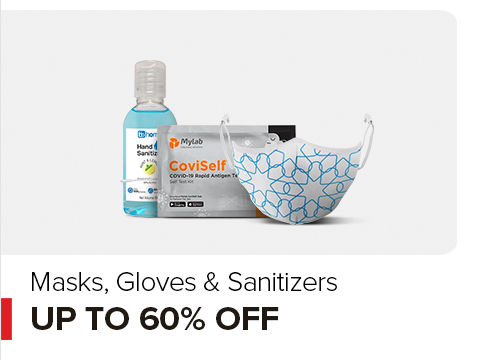 b hom
Hand
Sanitiz
Mylab
CoviSelf
COVID-19 Rapid Antigen Te
Self Test Kit
Masks, Gloves & Sanitizers
UP TO 60% OFF